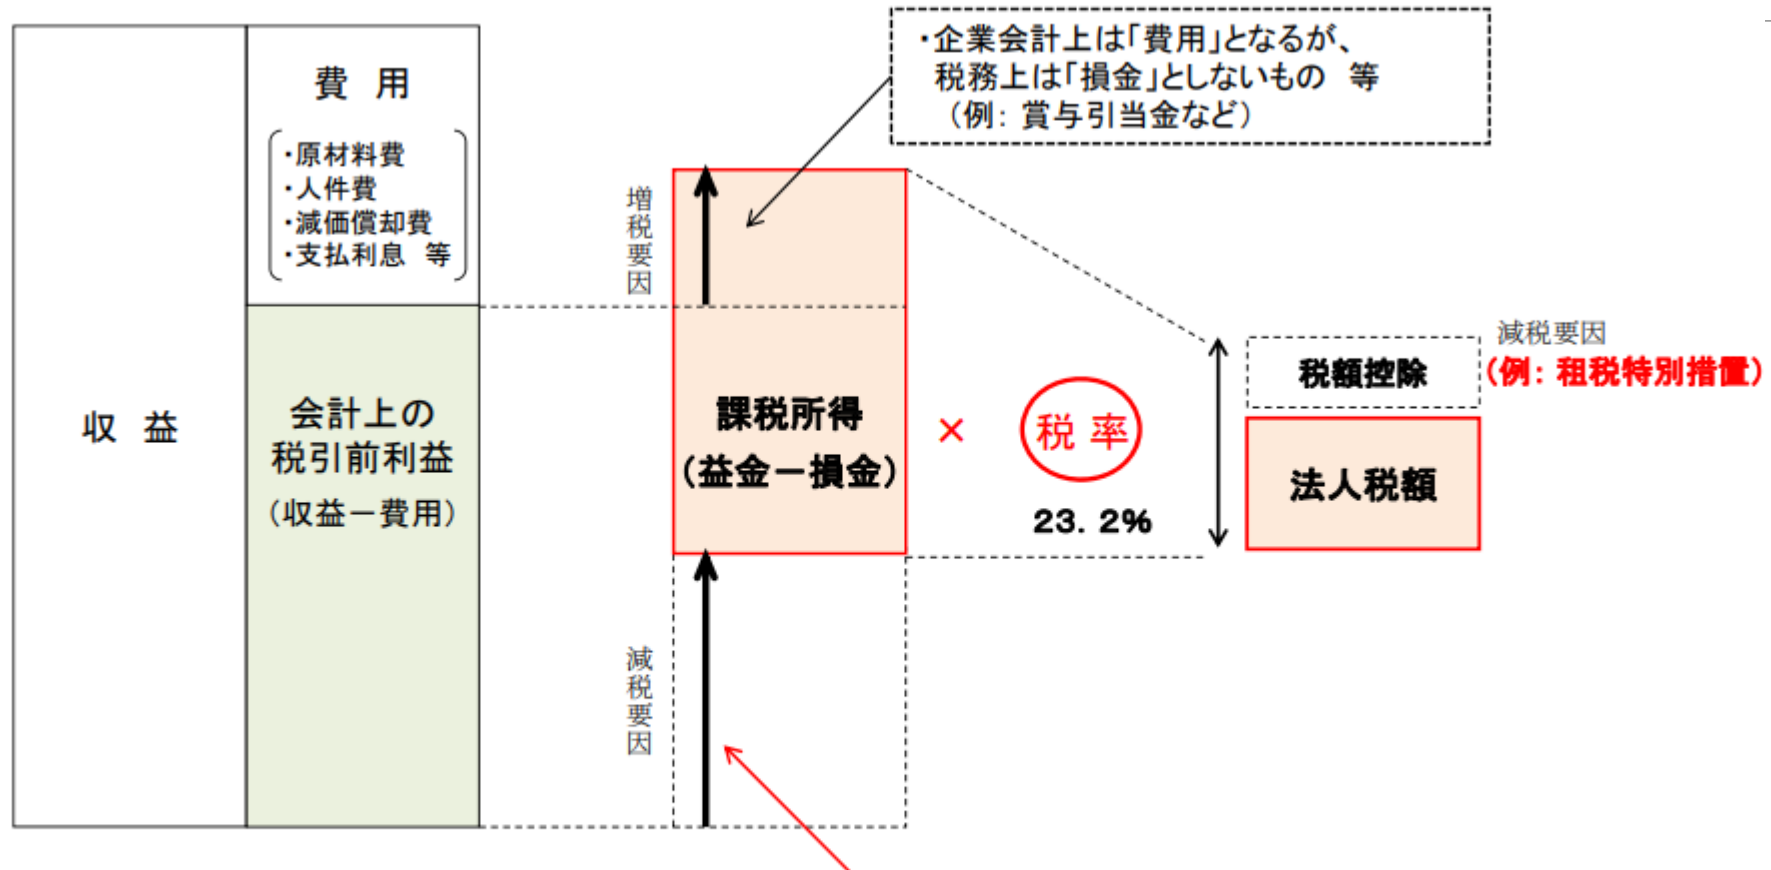 ・企業会計上は「費用」となるが、
税務上は「損金」としないもの　等
（例：賞与引当金など）
費　用
・原材料費
・人件費
・減価償却費
・支払利息　等
収　益
会計上の
税引前利益
（収益－費用）
増税要因
課税所得
（益金－損金）
×
税率
23.2%
減税要因
税額控除
（例：租税特別措置）
法人税額
減税要因